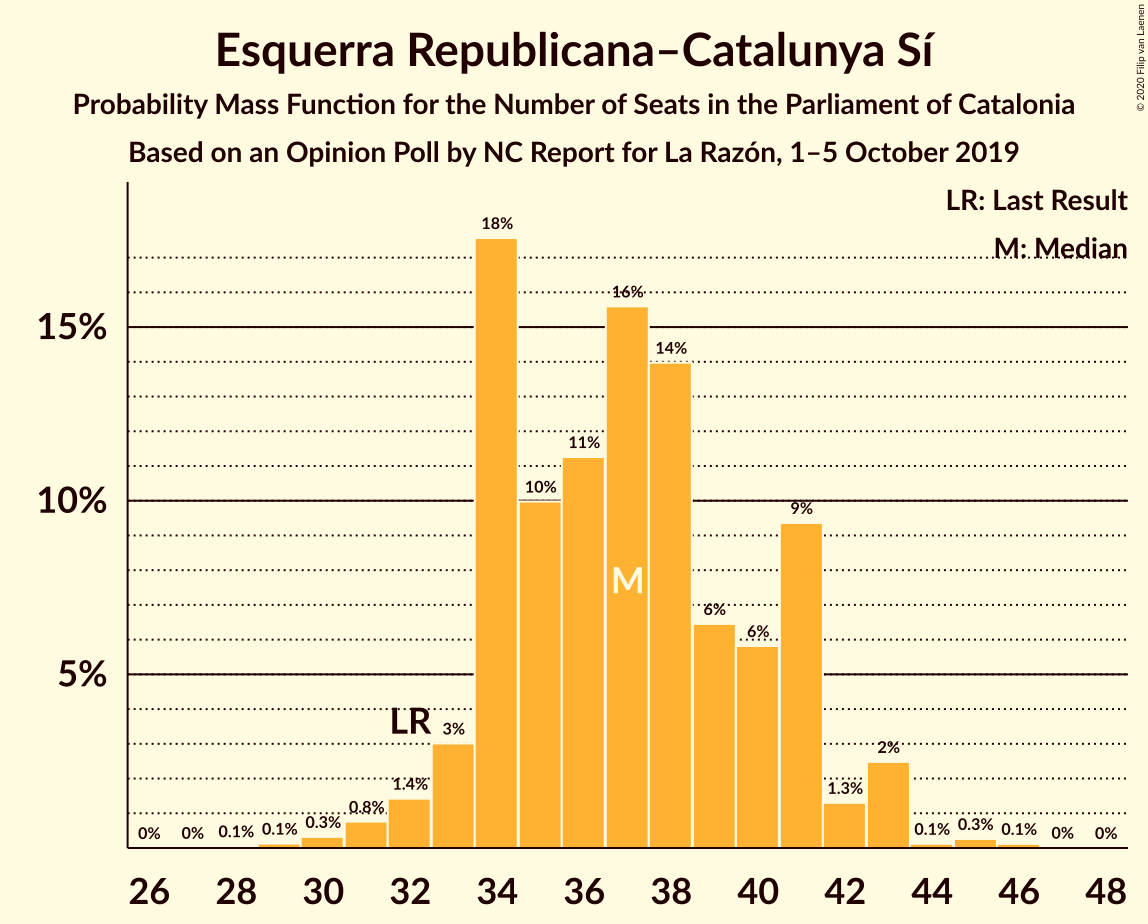 Esquerra Republicana–Catalunya Sí
Probability Mass Function for the Number of Seats in the Parliament of Catalonia
Based on an Opinion Poll by NC Report for La Razón, 1–5 October 2019
© 2020 Filip van Laenen
LR: Last Result
M: Median
18%
16%
15%
14%
11%
10%
10%
9%
M
6%
6%
5%
LR
3%
2%
1.4%
1.3%
0.8%
0% 0% 0.1% 0.1% 0.3% 0.1% 0.3% 0.1% 0% 0%
26 28 30 32 34 36 38 40 42 44 46 48